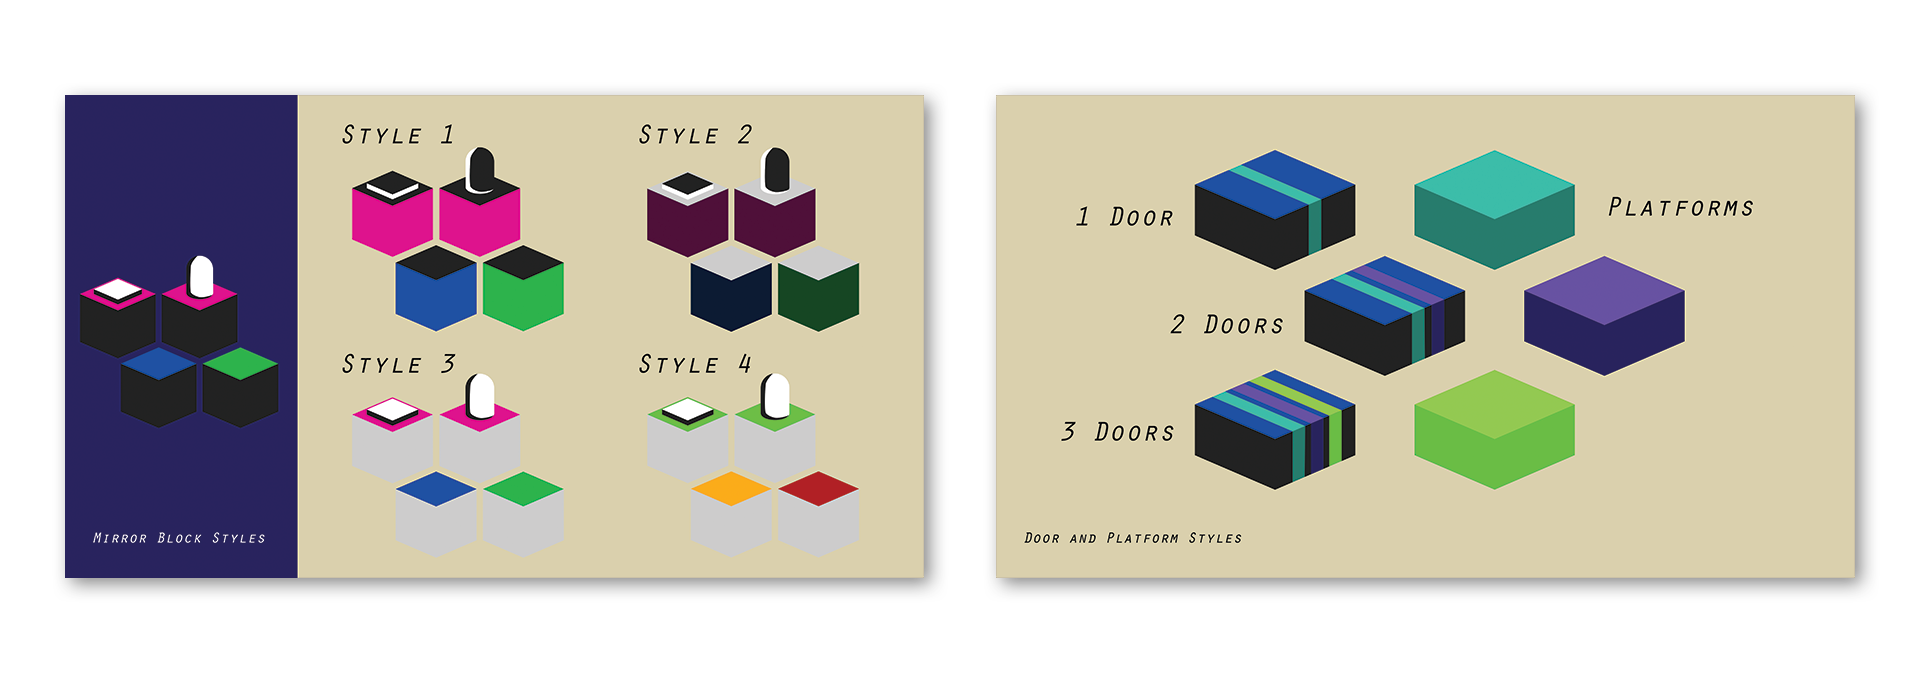 STYLE 1
STYLE 2
STYLE 3
STYLE 4
MIRROR BLOCK STYLES
1 DOOR
PLATFORMS
2 DOORS
3 DOORS
DOOR AND PLATFORM STYLES